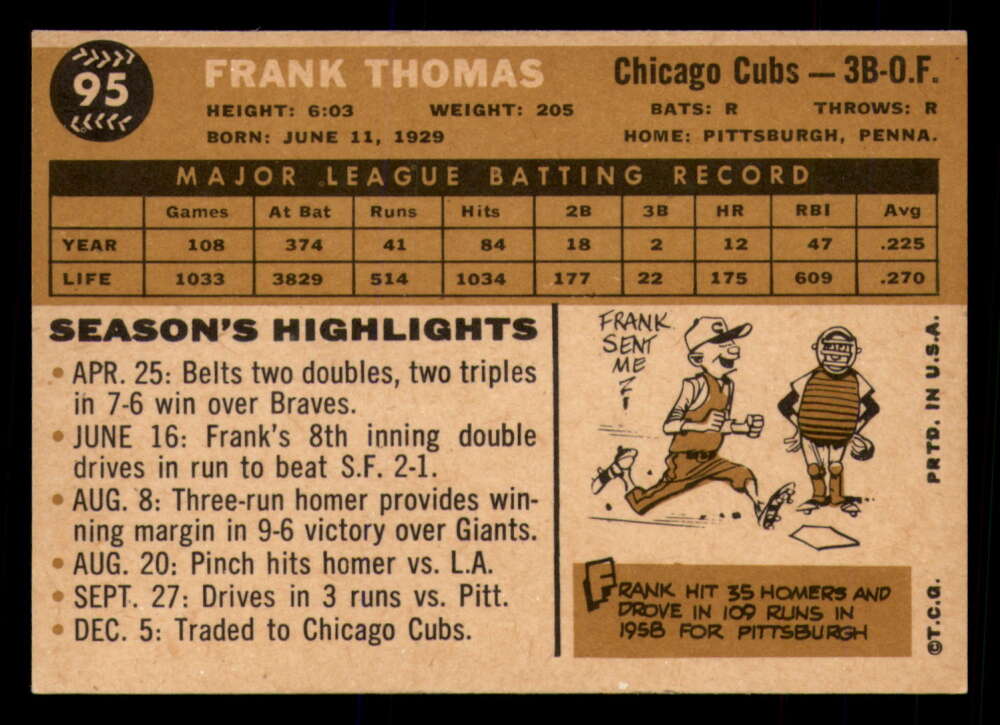 95
FRANK THOMAS
Chicago Cubs — 3B-O.F.
HEIGHT: 6:03 WEIGHT: 205 BATS: R THROWS: R
BORN: JUNE 11, 1929 HOME: PITTSBURGH, PENNA.
MAJOR LEAGUE BATTING RECORD
Games At Bat Runs Hits 2B 3B HR RBI Avg
YEAR 108 374 41 84 18 2 12 47 .225
LIFE 1033 3829 514 1034 177 22 175 609 .270
SEASON'S HIGHLIGHTS
• APR. 25: Belts two doubles, two triples
in 7-6 win over Braves.
• JUNE 16: Frank's 8th inning double
drives in run to beat S.F. 2-1.
• AUG. 8: Three-run homer provides win-
ning margin in 9-6 victory over Giants.
• AUG. 20: Pinch hits homer vs. L.A.
• SEPT. 27: Drives in 3 runs vs. Pitt.
• DEC. 5: Traded to Chicago Cubs.
FRANK
SENT
ME
?
!
C
FRANK HIT 35 HOMERS AND
DROVE IN 109 RUNS IN
1958 FOR PITTSBURGH
PRTD. IN U.S.A.
©T.C.G.